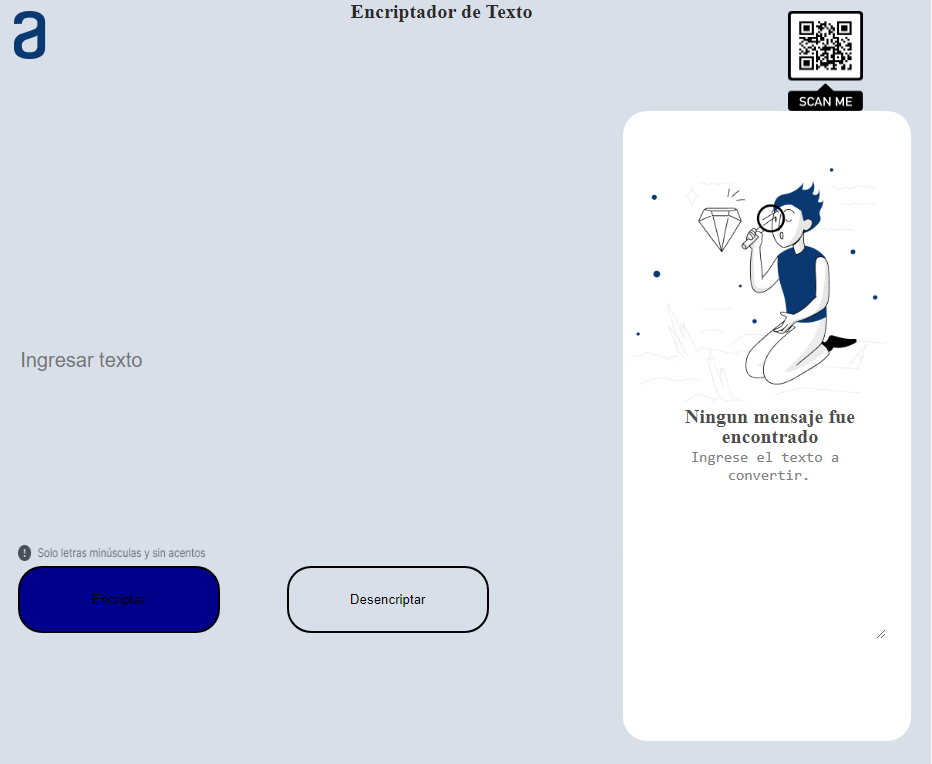 a
Encriptador de Texto
SCAN ME
Ingresar texto
Ningun mensaje fue
encontrado
Ingrese el texto a
convertir.
! Solo letras minúsculas y sin acentos
Encriptar
Desencriptar